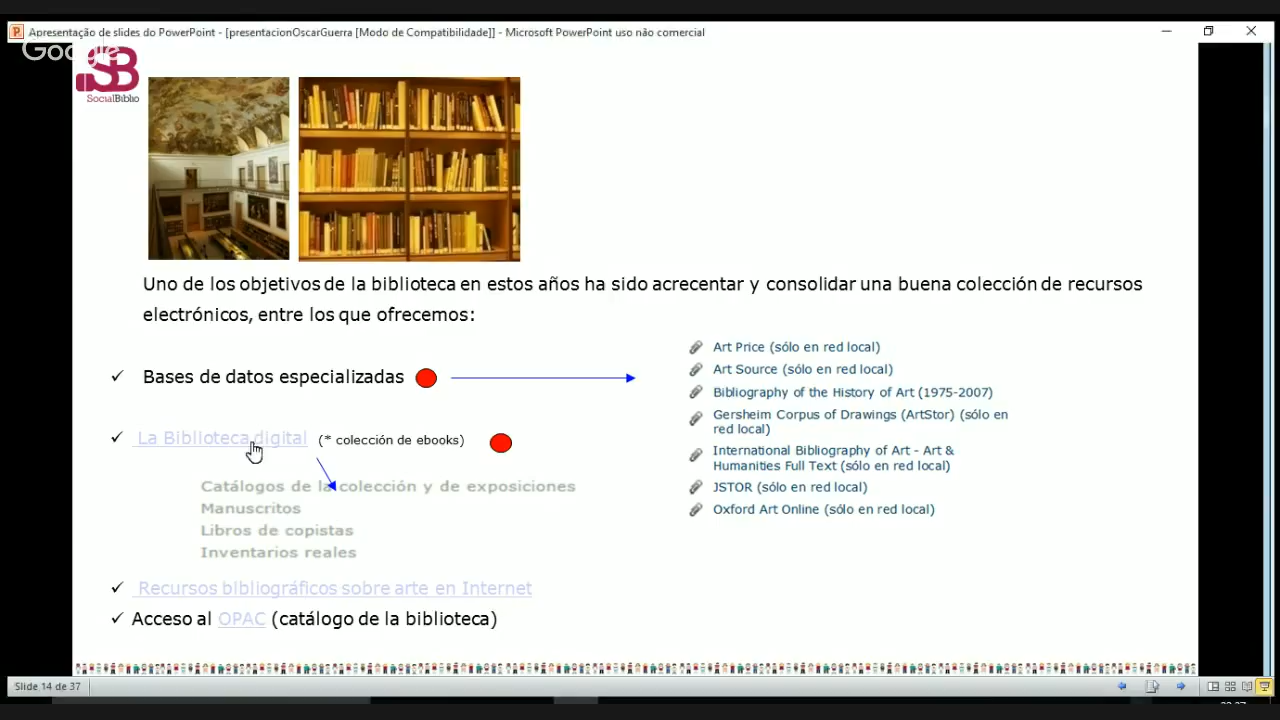 Apresentação de slides do PowerPoint - [presentacionOscarGuerra [Modo de Compatibilidade]] - Microsoft PowerPoint uso não comercial
Google
SB
SocialBiblio
Uno de los objetivos de la biblioteca en estos años ha sido acrecentar y consolidar una buena colección de recursos
electrónicos, entre los que ofrecemos:
Bases de datos especializadas
Art Price (sólo en red local)
Art Source (sólo en red local)
Bibliography of the History of Art (1975-2007)
Gersheim Corpus of Drawings (ArtStor) (sólo en
red local)
International Bibliography of Art - Art &
Humanities Full Text (sólo en red local)
JSTOR (sólo en red local)
Oxford Art Online (sólo en red local)
La Biblioteca digital (* colección de ebooks)
Catálogos de la colección y de exposiciones
Manuscritos
Libros de copistas
Inventarios reales
Recursos bibliográficos sobre arte en Internet
Acceso al OPAC (catálogo de la biblioteca)
Slide 14 de 37